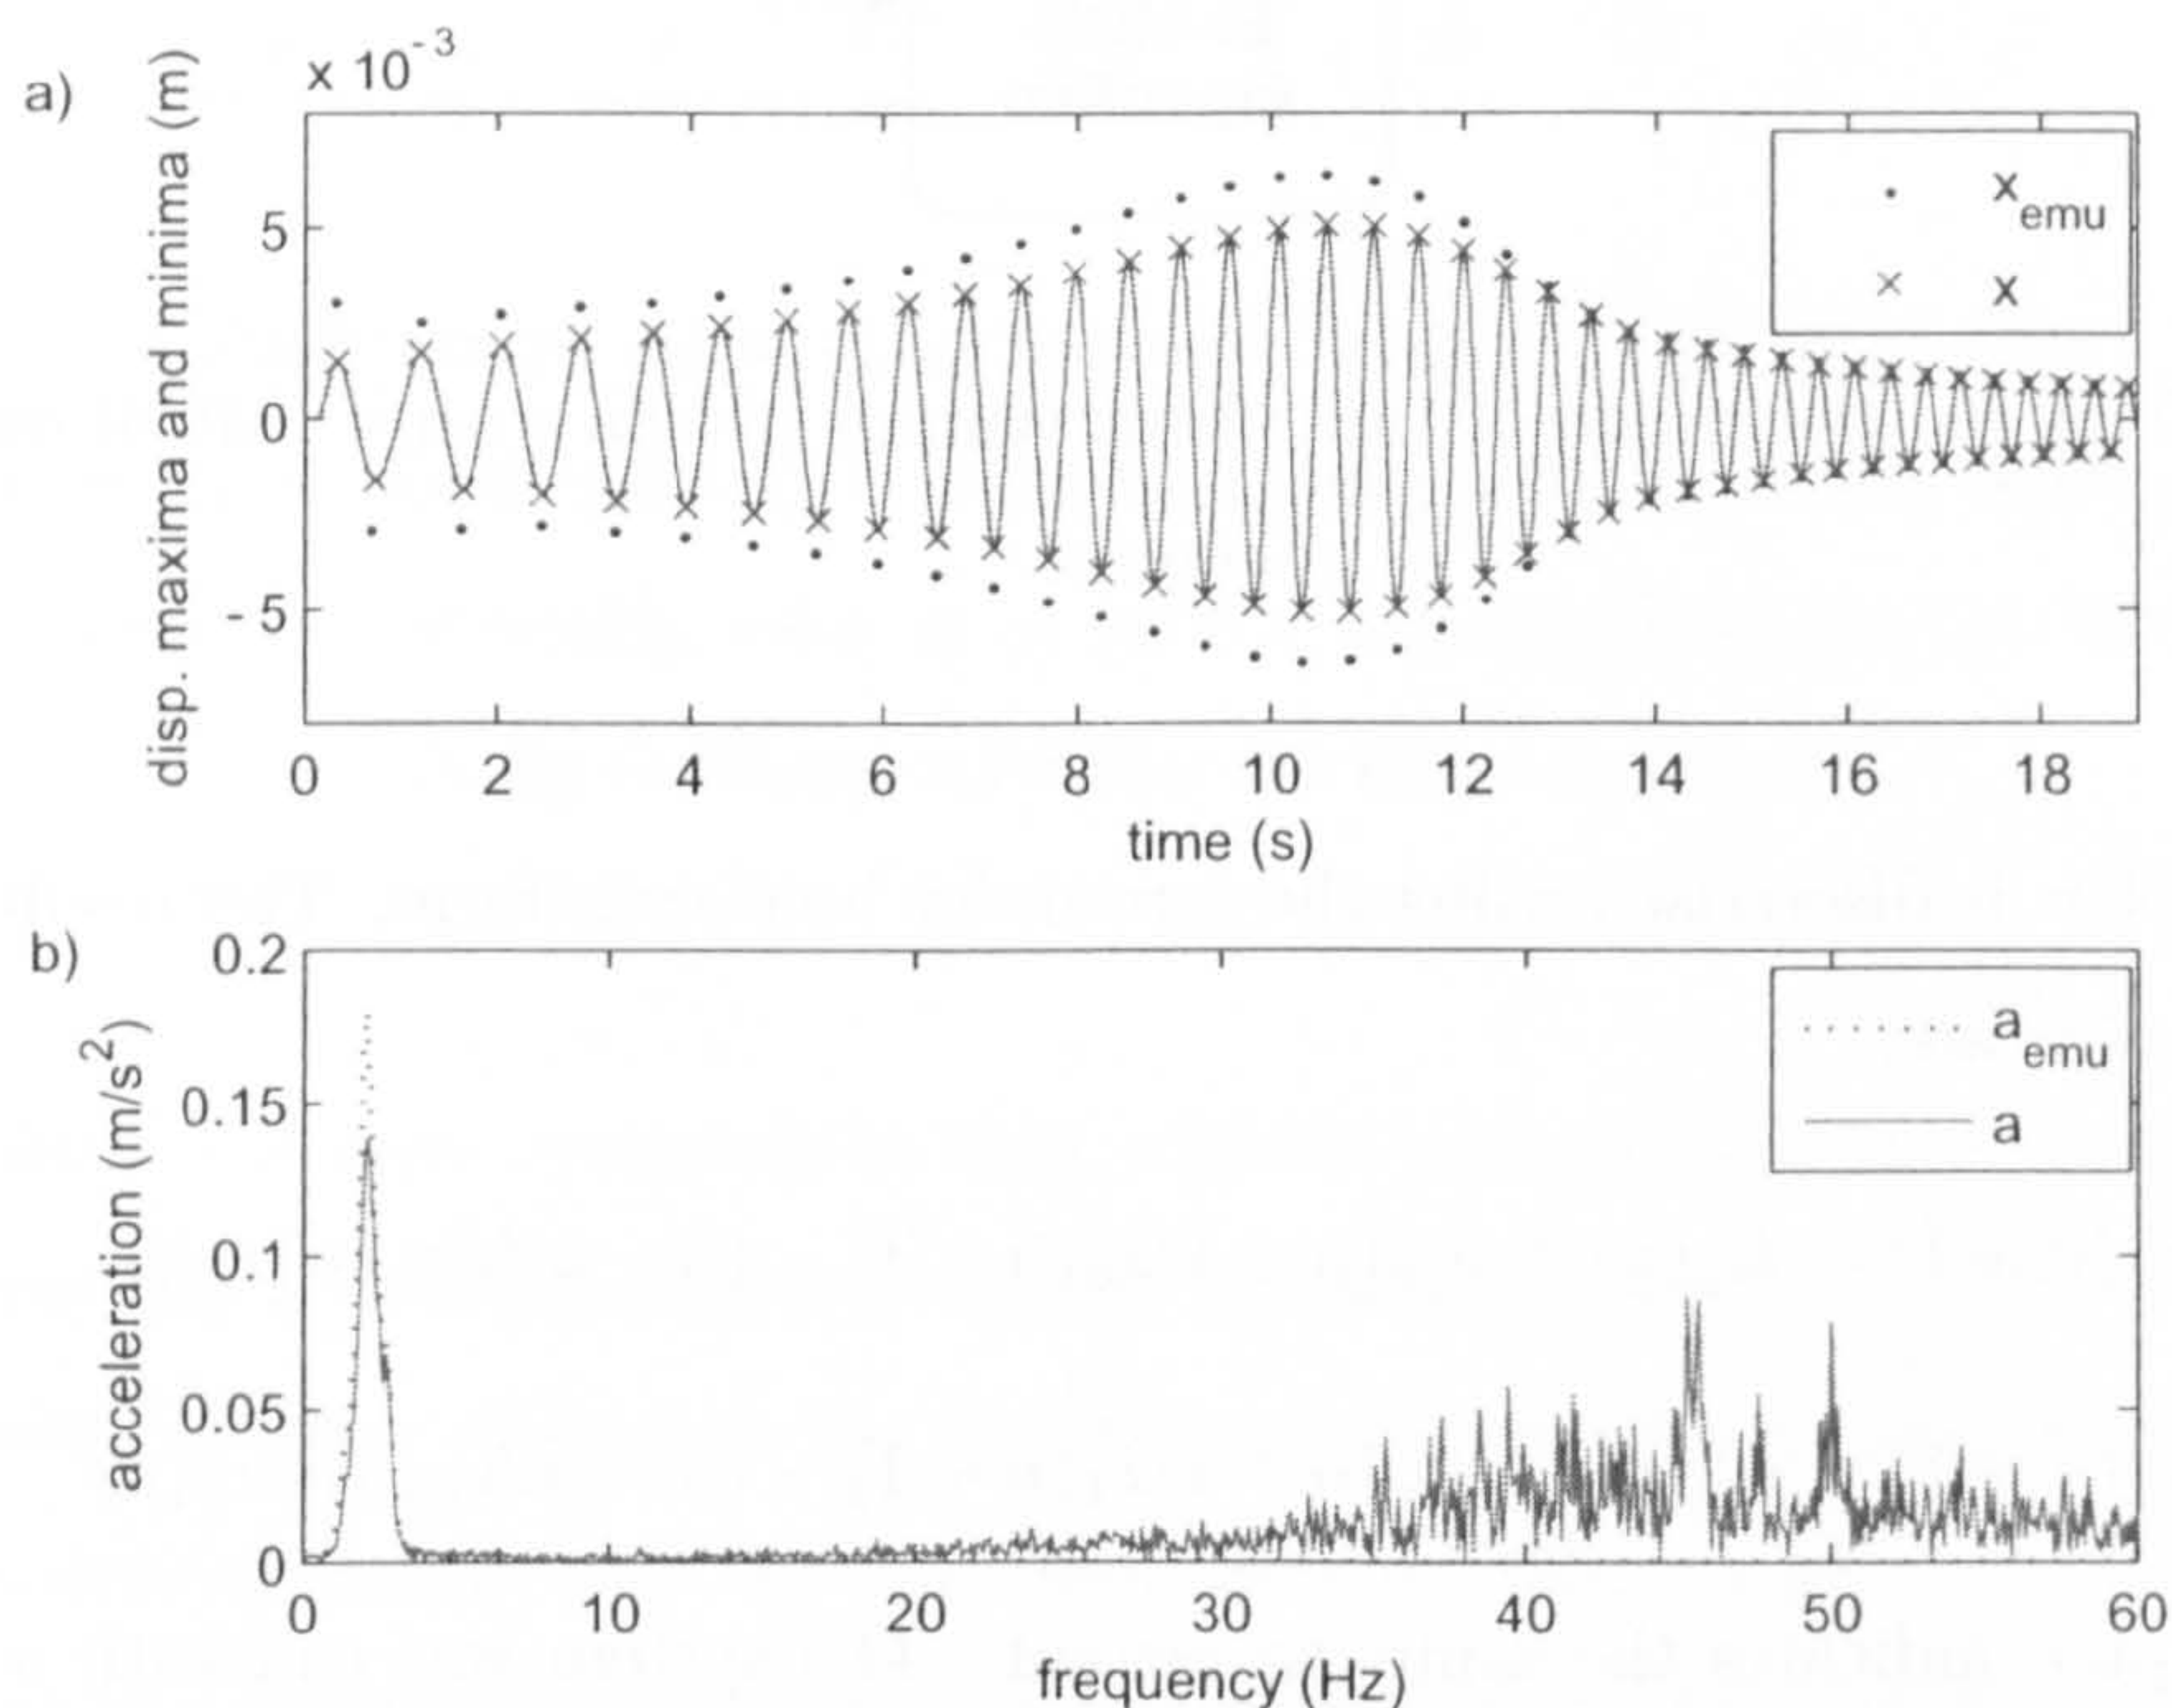 a)
x 10^-3
disp. maxima and minima (m)
5
0
-5
0 2 4 6 8 10 12 14 16 18
time (s)
x_emu
x
b)
acceleration (m/s^2)
0.2
0.15
0.1
0.05
0
0 10 20 30 40 50 60
frequency (Hz)
a_emu
a